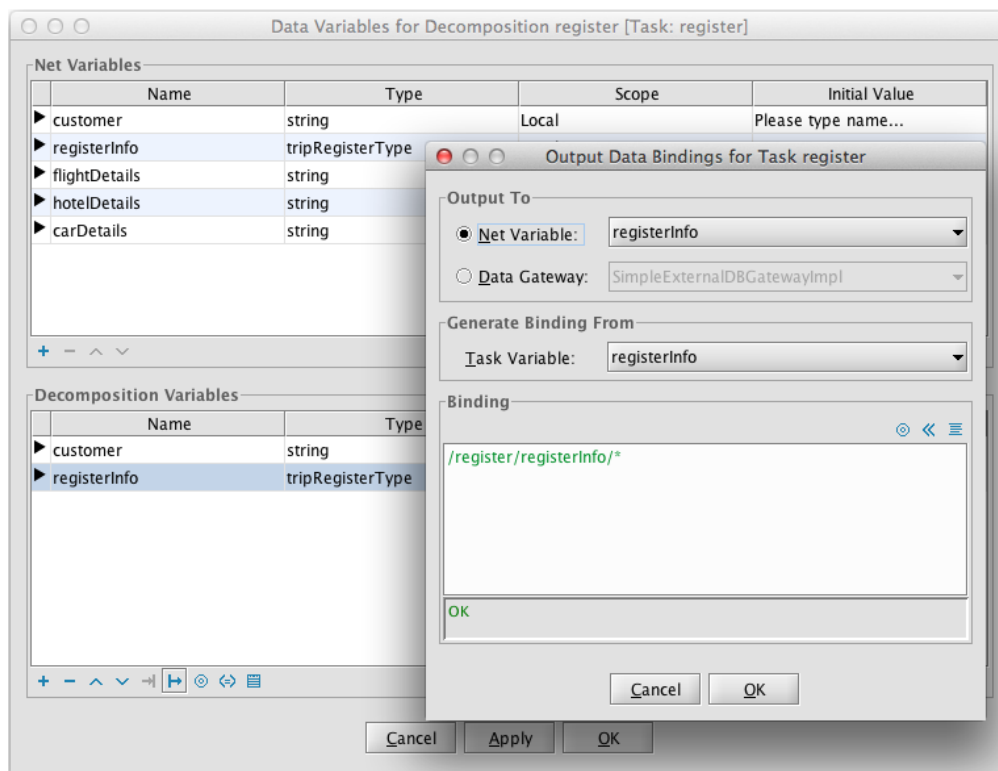 Data Variables for Decomposition register [Task: register]
Net Variables
Name Type Scope Initial Value
customer string Local Please type name...
registerInfo tripRegisterType
flightDetails string
hotelDetails string
carDetails string
Output Data Bindings for Task register
Output To
Net Variable: registerInfo
Data Gateway: SimpleExternalDBGatewayImpl
Generate Binding From
Task Variable: registerInfo
Binding
/register/registerInfo/*
OK
Cancel OK
Decomposition Variables
Name Type
customer string
registerInfo tripRegisterType
Cancel Apply OK